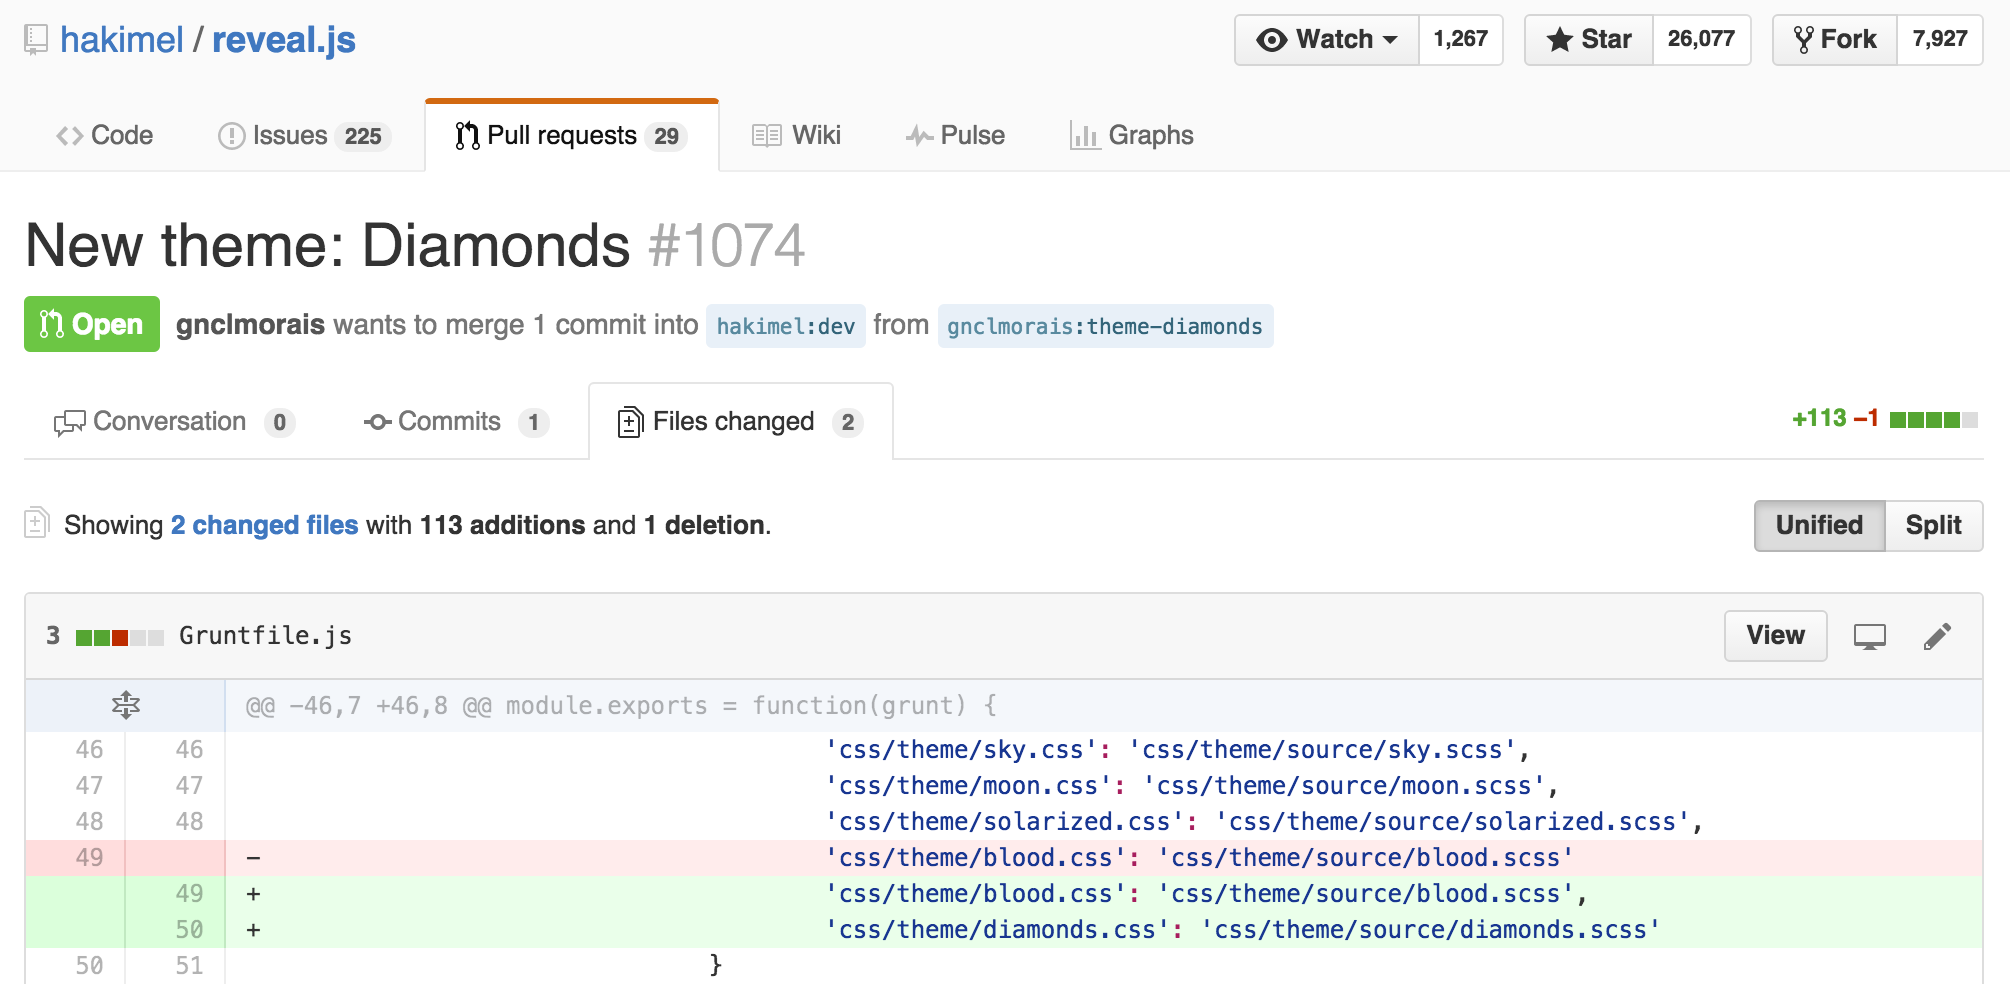 hakimel / reveal.js
Watch 1,267 Star 26,077 Fork 7,927
Code Issues 225 Pull requests 29 Wiki Pulse Graphs
New theme: Diamonds #1074
Open gnclmorais wants to merge 1 commit into hakimel:dev from gnclmorais:theme-diamonds
Conversation 0 Commits 1 Files changed 2 +113 −1
Showing 2 changed files with 113 additions and 1 deletion.
Unified Split
3 Gruntfile.js View
@@ -46,7 +46,8 @@ module.exports = function(grunt) {
46 46 'css/theme/sky.css': 'css/theme/source/sky.scss',
47 47 'css/theme/moon.css': 'css/theme/source/moon.scss',
48 48 'css/theme/solarized.css': 'css/theme/source/solarized.scss',
49 - 'css/theme/blood.css': 'css/theme/source/blood.scss'
49 + 'css/theme/blood.css': 'css/theme/source/blood.scss',
50 + 'css/theme/diamonds.css': 'css/theme/source/diamonds.scss'
50 51 }